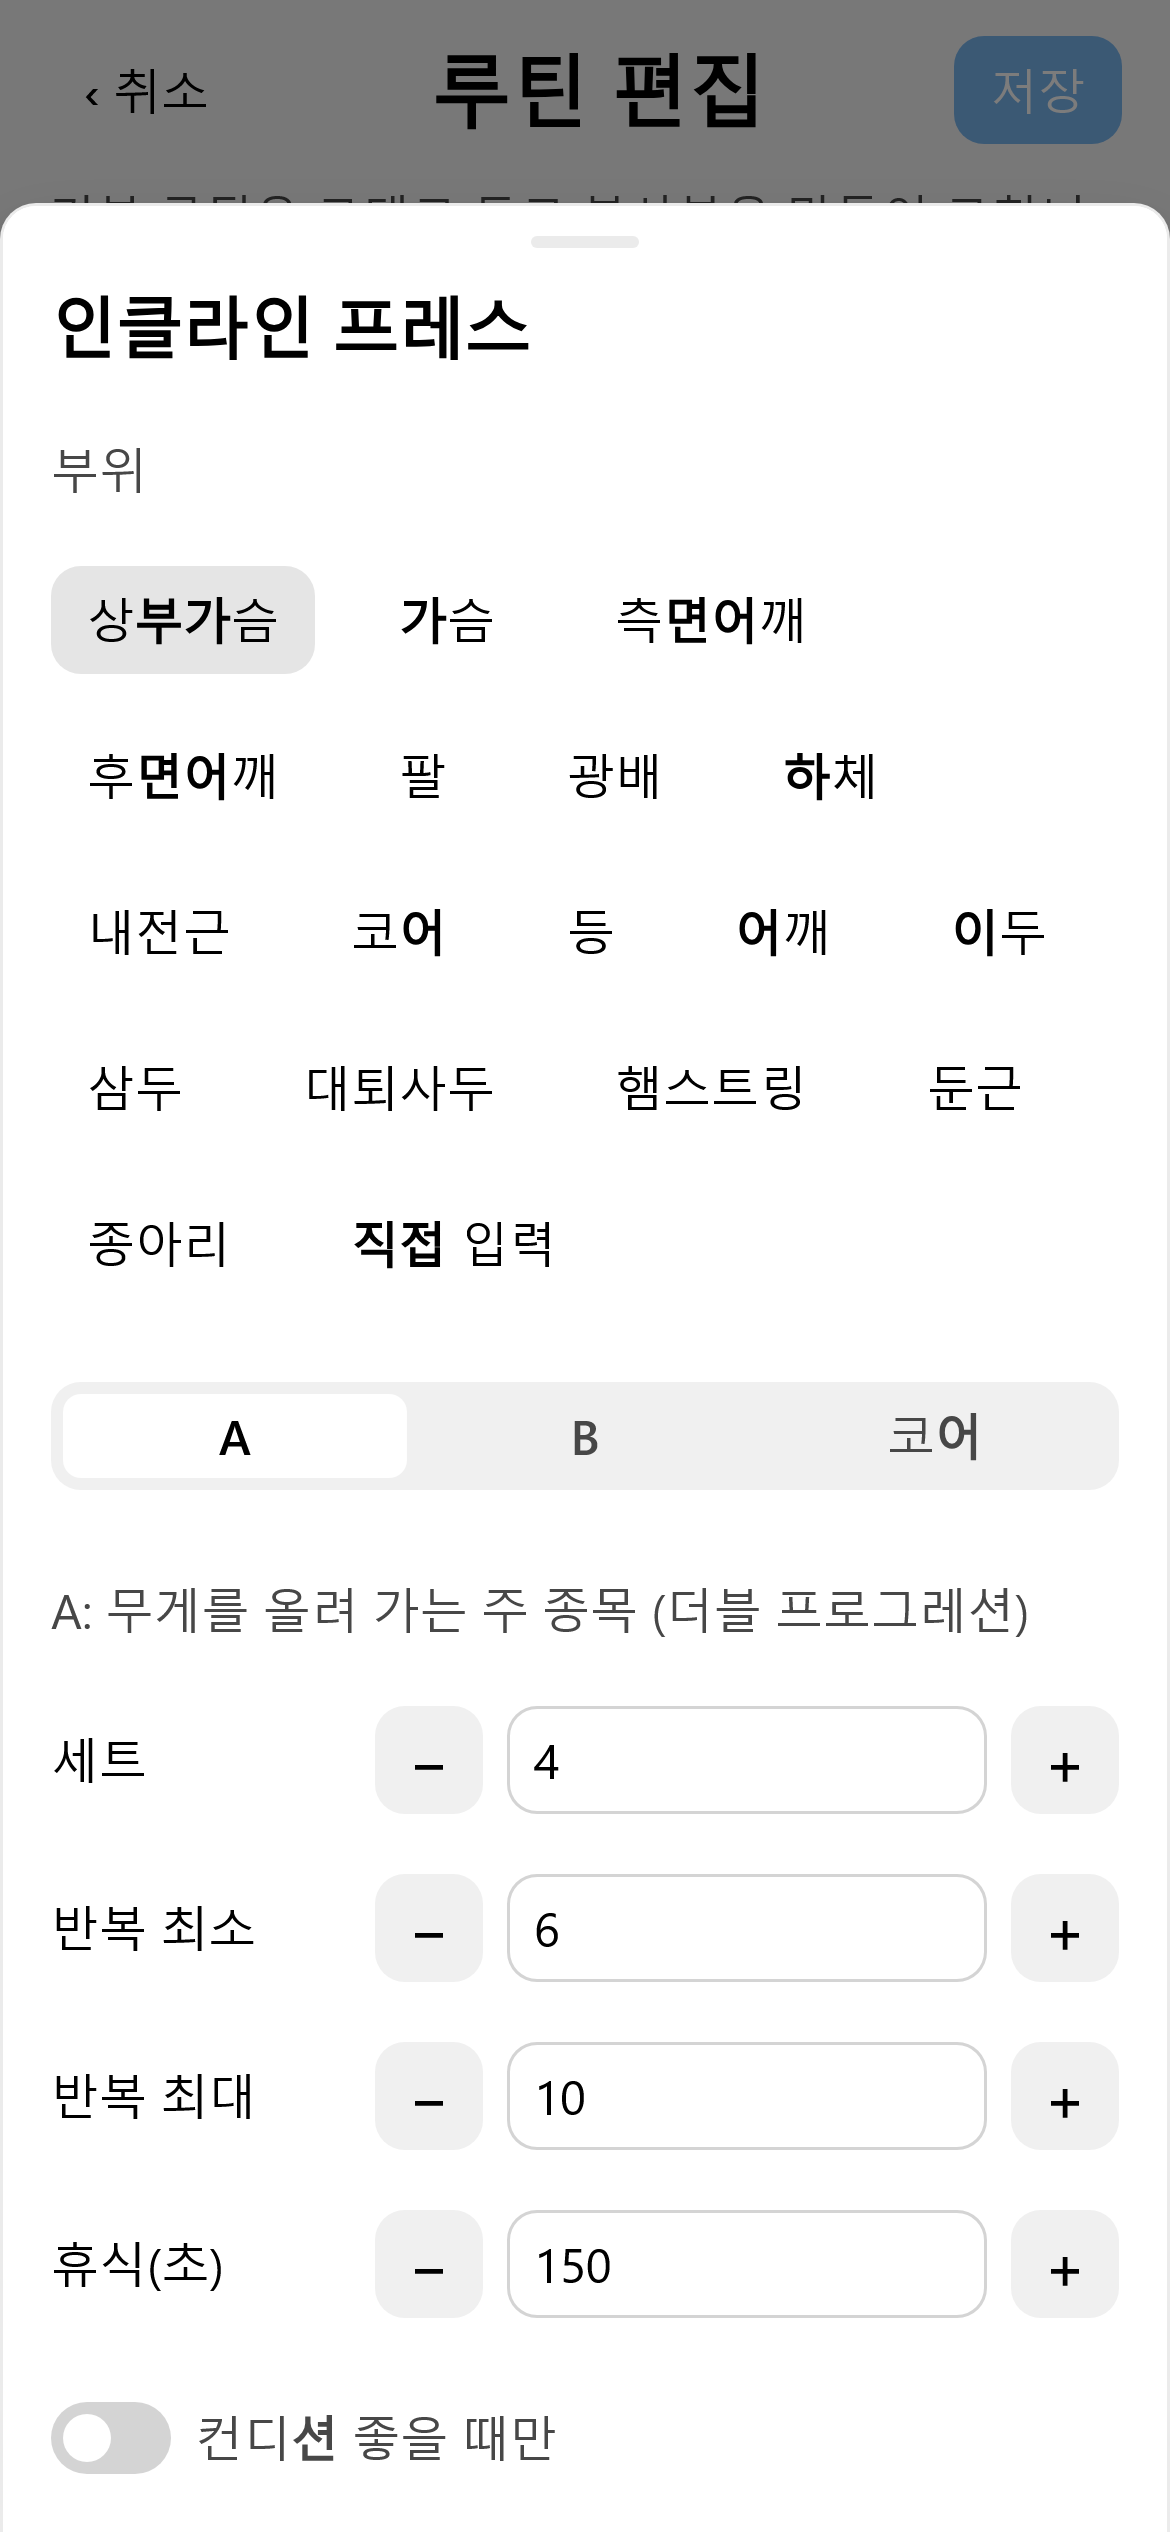 ‹ 취소 루틴 편집 저장
인클라인 프레스
부위
상부가슴 가슴 측면어깨
후면어깨 팔 광배 하체
내전근 코어 등 어깨 이두
삼두 대퇴사두 햄스트링 둔근
종아리 직접 입력
A B 코어
A: 무게를 올려 가는 주 종목 (더블 프로그레션)
세트 − 4 +
반복 최소 − 6 +
반복 최대 − 10 +
휴식(초) − 150 +
컨디션 좋을 때만